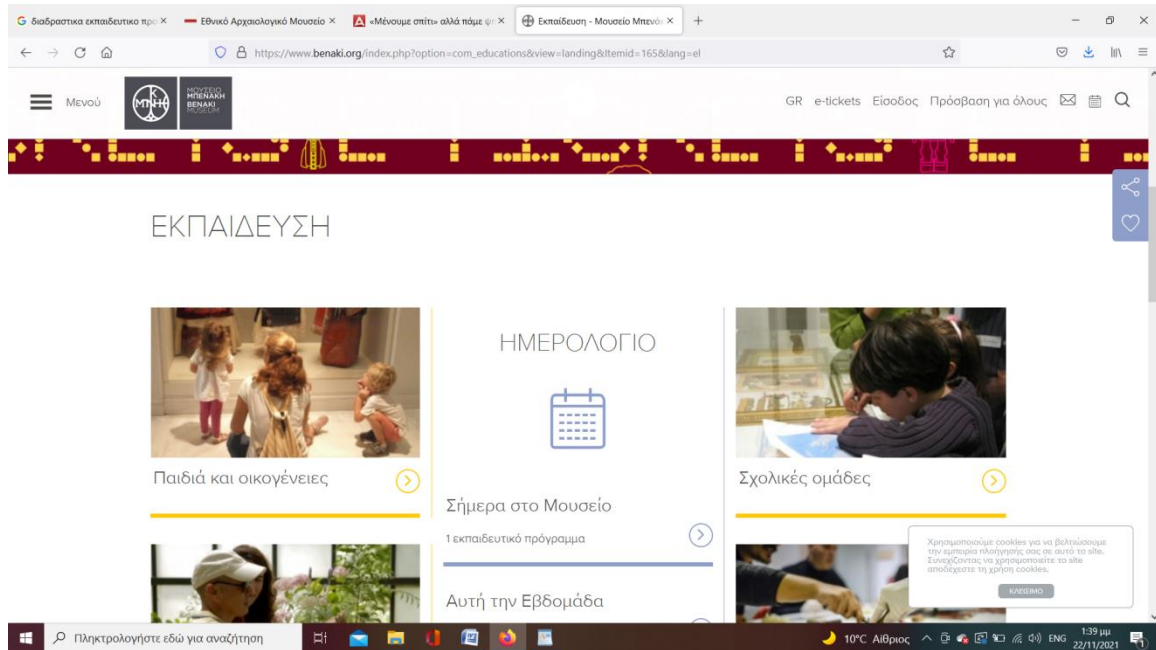 διαδραστικα εκπαιδευτικο προ
Εθνικό Αρχαιολογικό Μουσείο
«Μένουμε σπίτι» αλλά πάμε ψη
Εκπαίδευση - Μουσείο Μπενάκ
https://www.benaki.org/index.php?option=com_educations&view=landing&Itemid=165&lang=el
Μενού
ΜΟΥΣΕΙΟ
ΜΠΕΝΑΚΗ
BENAKI
MUSEUM
GR e-tickets Είσοδος Πρόσβαση για όλους
ΕΚΠΑΙΔΕΥΣΗ
ΗΜΕΡΟΛΟΓΙΟ
Παιδιά και οικογένειες
Σχολικές ομάδες
Σήμερα στο Μουσείο
1 εκπαιδευτικό πρόγραμμα
Αυτή την Εβδομάδα
Χρησιμοποιούμε cookies για να βελτιώσουμε
την εμπειρία πλοήγησής σας σε αυτό το site.
Συνεχίζοντας να χρησιμοποιείτε το site
αποδέχεστε τη χρήση cookies.
ΚΛΕΙΣΙΜΟ
Πληκτρολογήστε εδώ για αναζήτηση
10°C Αίθριος
ENG
1:39 μμ
22/11/2021